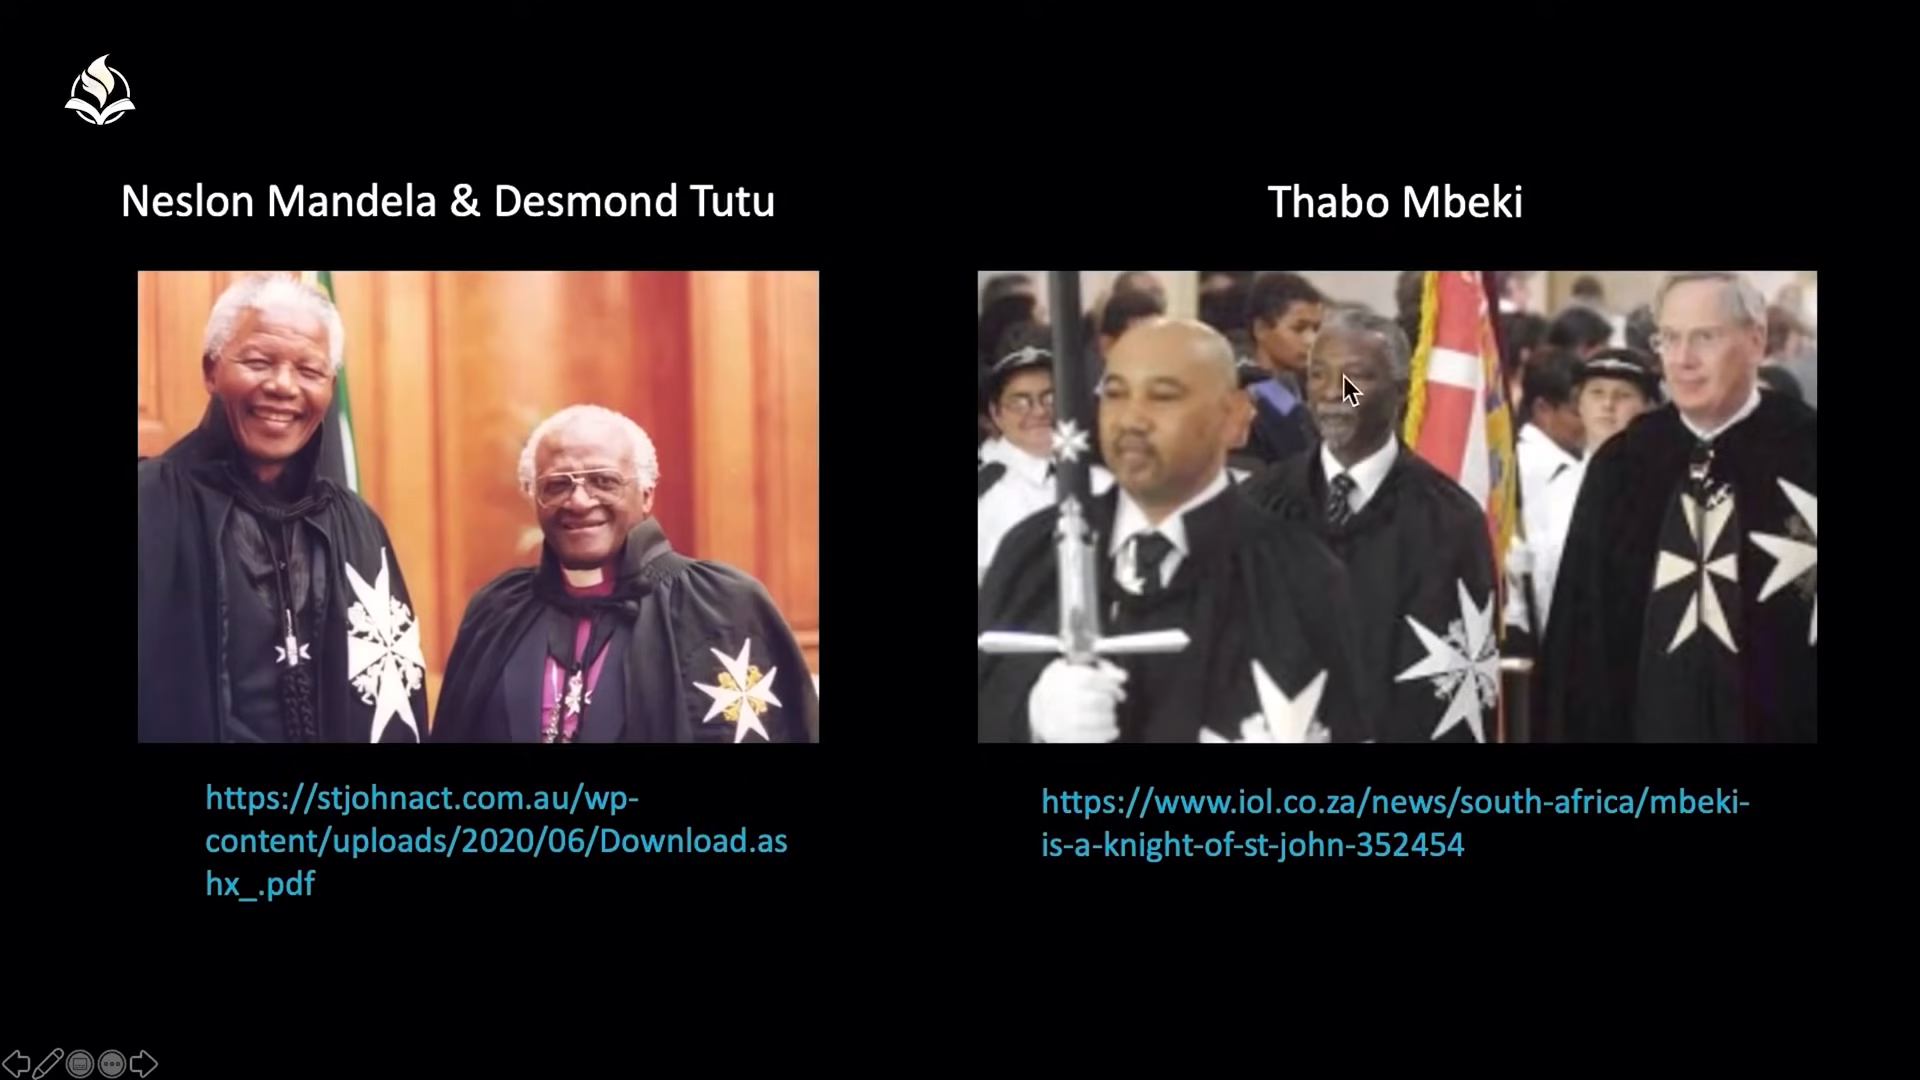 Neslon Mandela & Desmond Tutu
Thabo Mbeki
https://stjohnact.com.au/wp-
content/uploads/2020/06/Download.as
hx_.pdf
https://www.iol.co.za/news/south-africa/mbeki-
is-a-knight-of-st-john-352454